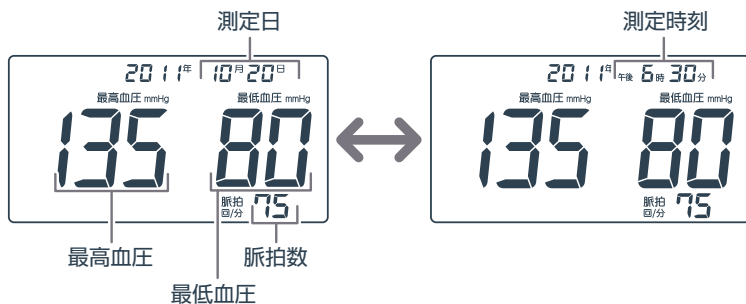 測定日
測定時刻
2011年 10月20日
2011年 午後 6時30分
最高血圧 mmHg 最低血圧 mmHg
最高血圧 mmHg 最低血圧 mmHg
135 80
135 80
脈拍 回/分 75
脈拍 回/分 75
最高血圧 脈拍数
最低血圧